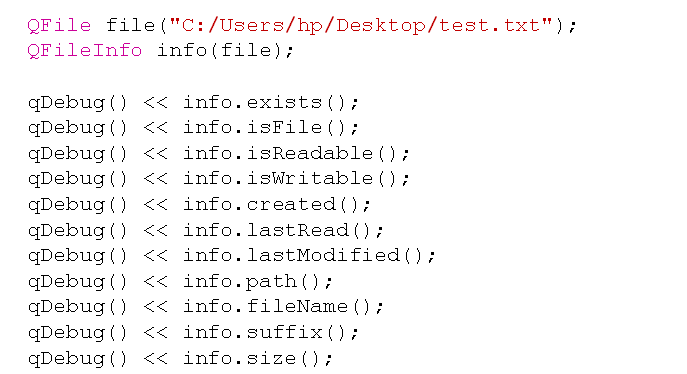 QFile file("C:/Users/hp/Desktop/test.txt");
QFileInfo info(file);
qDebug() << info.exists();
qDebug() << info.isFile();
qDebug() << info.isReadable();
qDebug() << info.isWritable();
qDebug() << info.created();
qDebug() << info.lastRead();
qDebug() << info.lastModified();
qDebug() << info.path();
qDebug() << info.fileName();
qDebug() << info.suffix();
qDebug() << info.size();